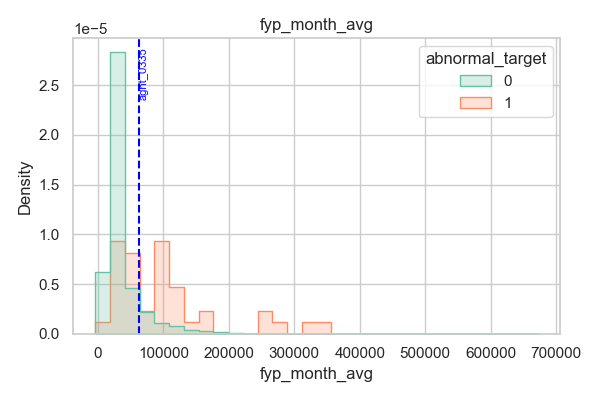 fyp_month_avg
1e−5
abnormal_target
0
1
agnt_0335
2.5
2.0
1.5
1.0
0.5
0.0
Density
0 100000 200000 300000 400000 500000 600000 700000
fyp_month_avg